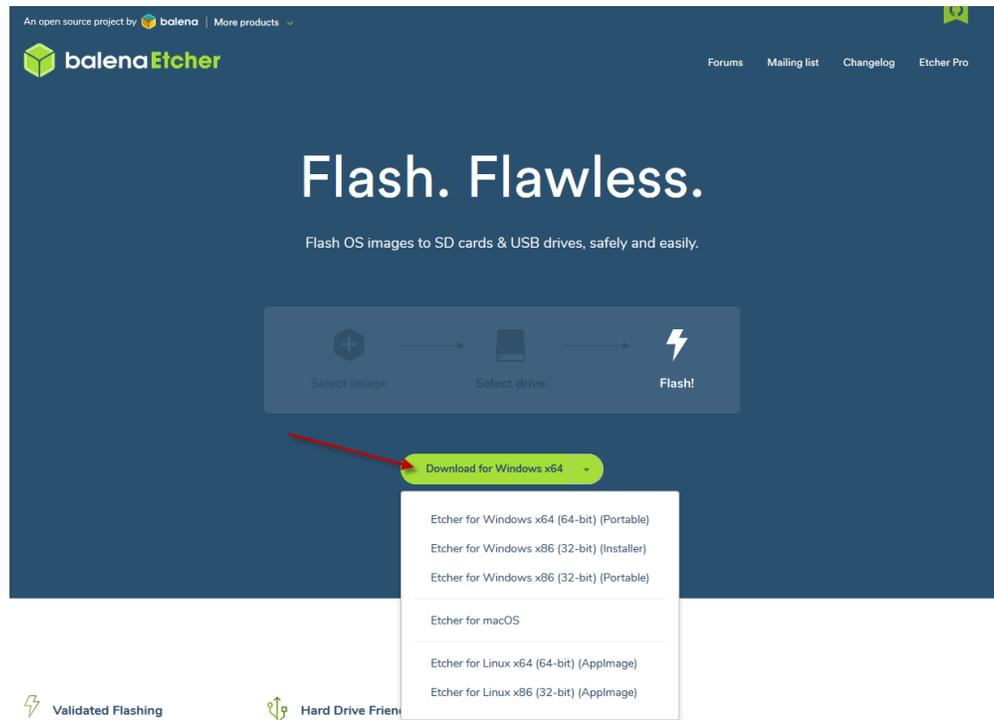 An open source project by balena | More products
balenaEtcher
Forums Mailing list Changelog Etcher Pro
Flash. Flawless.
Flash OS images to SD cards & USB drives, safely and easily.
Select image Select drive Flash!
Download for Windows x64
Etcher for Windows x64 (64-bit) (Portable)
Etcher for Windows x86 (32-bit) (Installer)
Etcher for Windows x86 (32-bit) (Portable)
Etcher for macOS
Etcher for Linux x64 (64-bit) (AppImage)
Etcher for Linux x86 (32-bit) (AppImage)
Validated Flashing Hard Drive